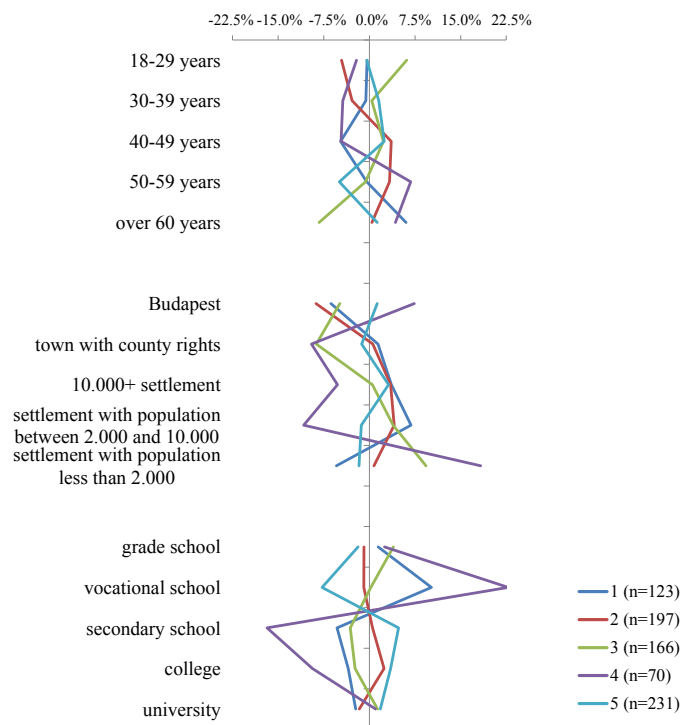 -22.5% -15.0% -7.5% 0.0% 7.5% 15.0% 22.5%
18-29 years
30-39 years
40-49 years
50-59 years
over 60 years
Budapest
town with county rights
10.000+ settlement
settlement with population
between 2.000 and 10.000
settlement with population
less than 2.000
grade school
vocational school
secondary school
college
university
1 (n=123)
2 (n=197)
3 (n=166)
4 (n=70)
5 (n=231)